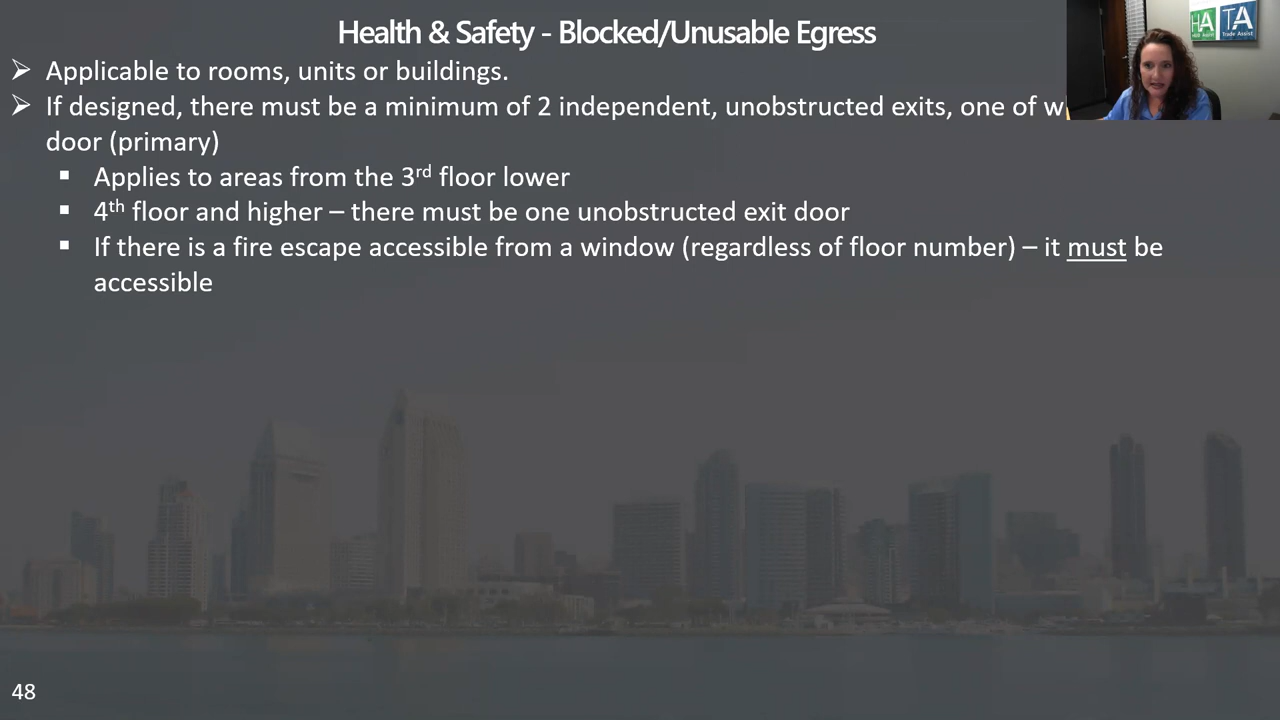 Health & Safety - Blocked/Unusable Egress
➢ Applicable to rooms, units or buildings.
➢ If designed, there must be a minimum of 2 independent, unobstructed exits, one of
door (primary)
▪ Applies to areas from the 3rd floor lower
▪ 4th floor and higher – there must be one unobstructed exit door
▪ If there is a fire escape accessible from a window (regardless of floor number) – it must be
accessible
48
HA TA
Trade Assist